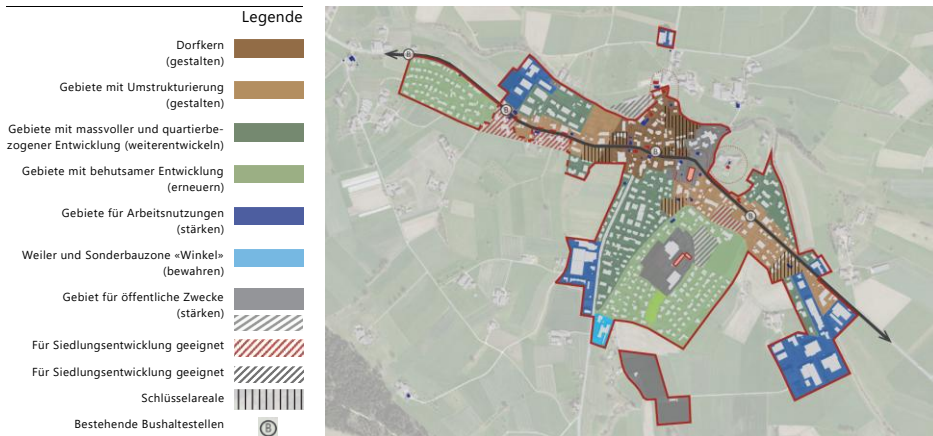 Legende
Dorfkern
(gestalten)
Gebiete mit Umstrukturierung
(gestalten)
Gebiete mit massvoller und quartierbe-
zogener Entwicklung (weiterentwickeln)
Gebiete mit behutsamer Entwicklung
(erneuern)
Gebiete für Arbeitsnutzungen
(stärken)
Weiler und Sonderbauzone «Winkel»
(bewahren)
Gebiet für öffentliche Zwecke
(stärken)
Für Siedlungsentwicklung geeignet
Für Siedlungsentwicklung geeignet
Schlüsselareale
Bestehende Bushaltestellen
B
B
B
B
B